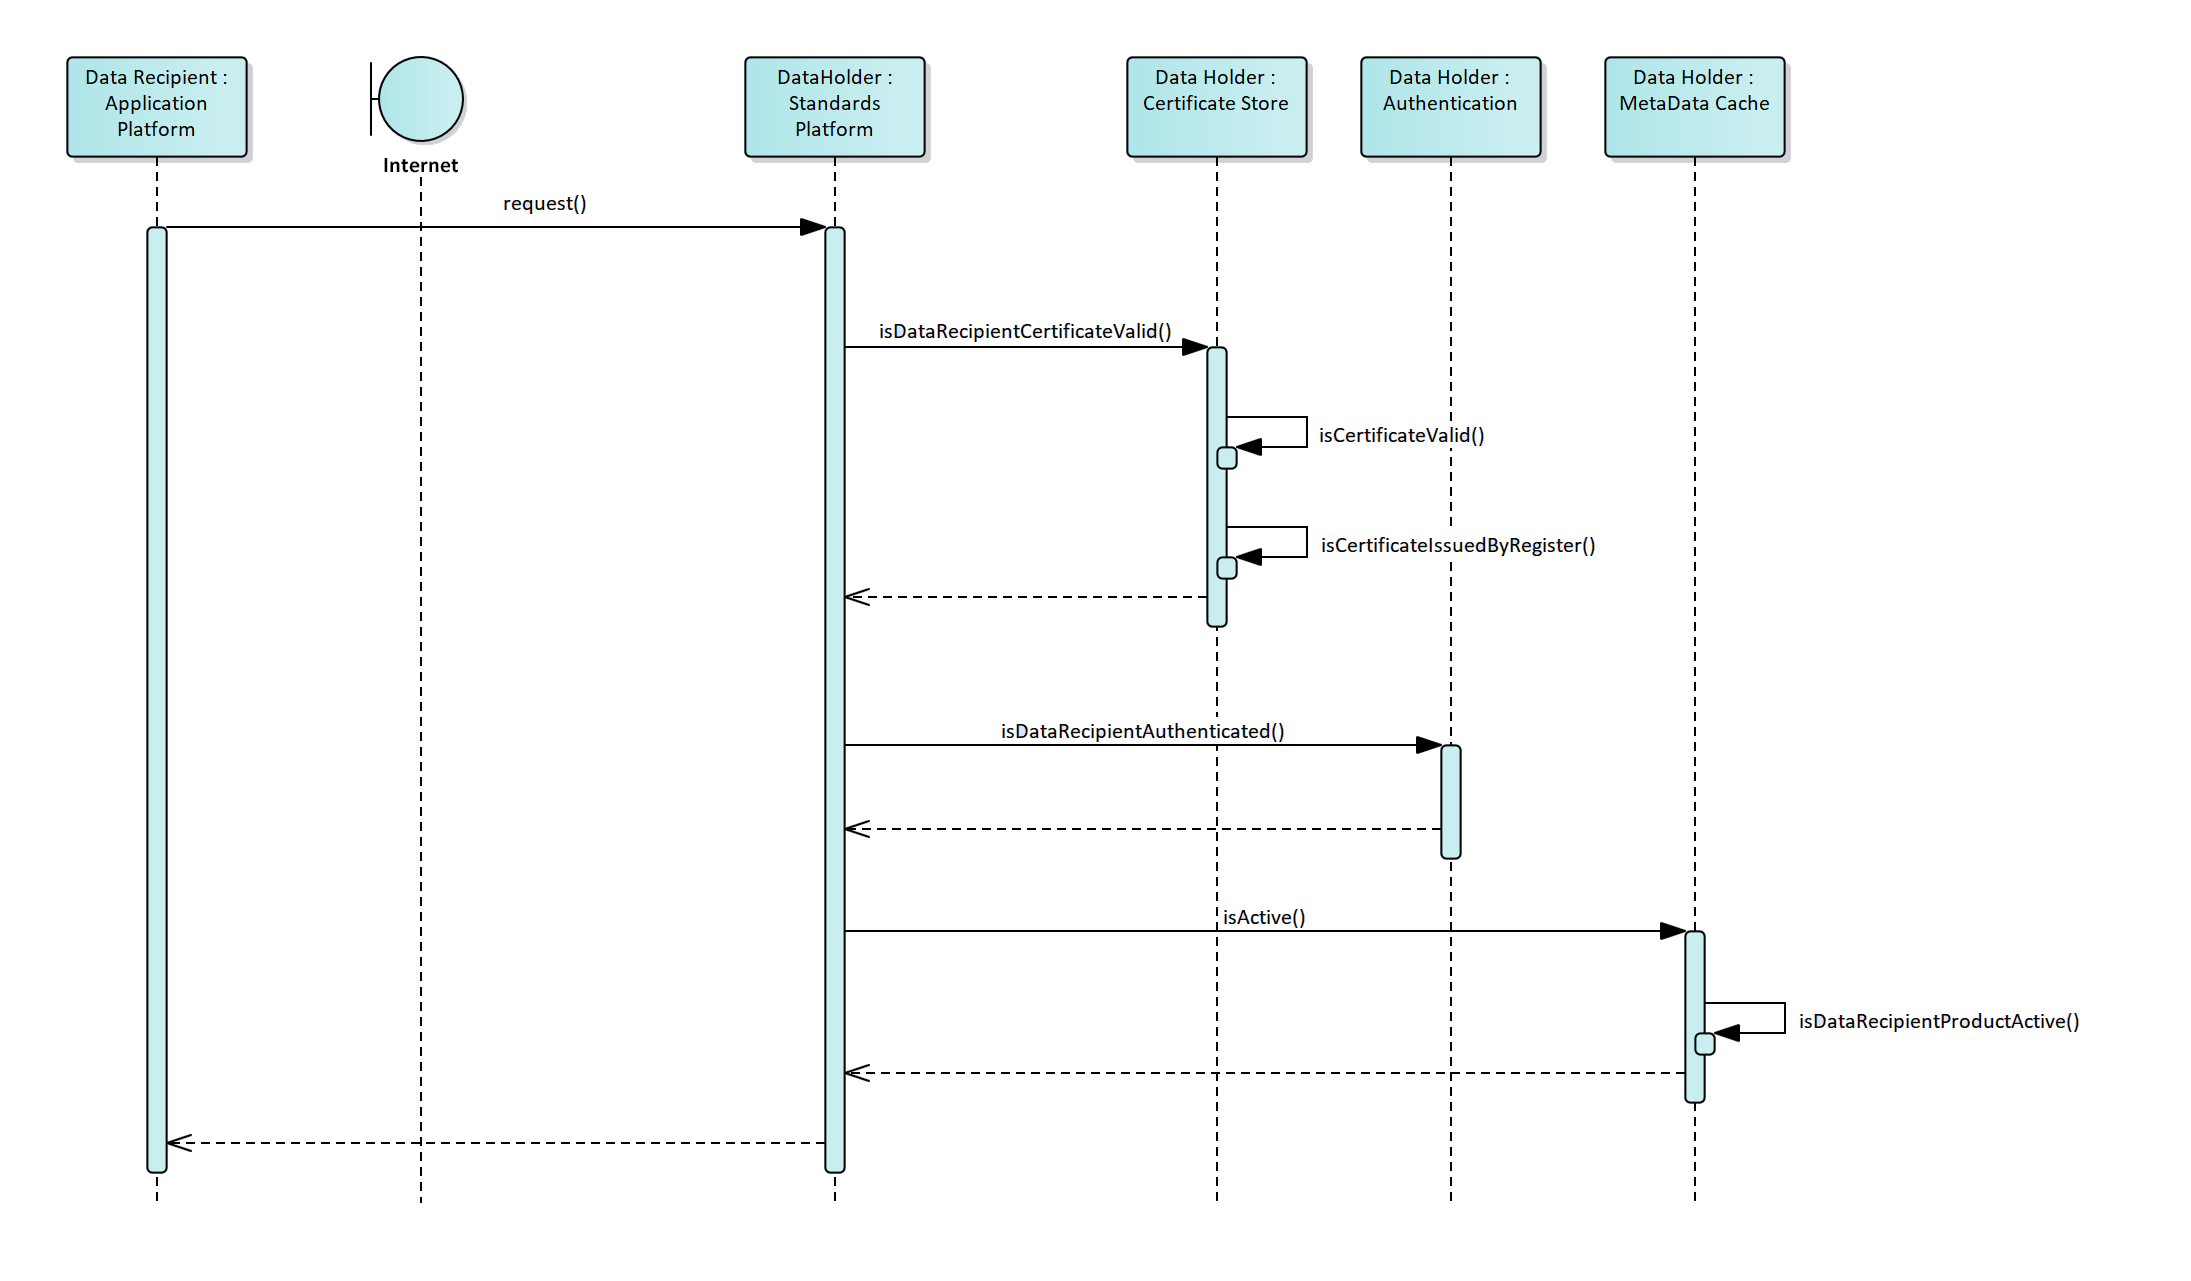 Data Recipient :
Application
Platform
Internet
DataHolder :
Standards
Platform
Data Holder :
Certificate Store
Data Holder :
Authentication
Data Holder :
MetaData Cache
request()
isDataRecipientCertificateValid()
isCertificateValid()
isCertificateIssuedByRegister()
isDataRecipientAuthenticated()
isActive()
isDataRecipientProductActive()